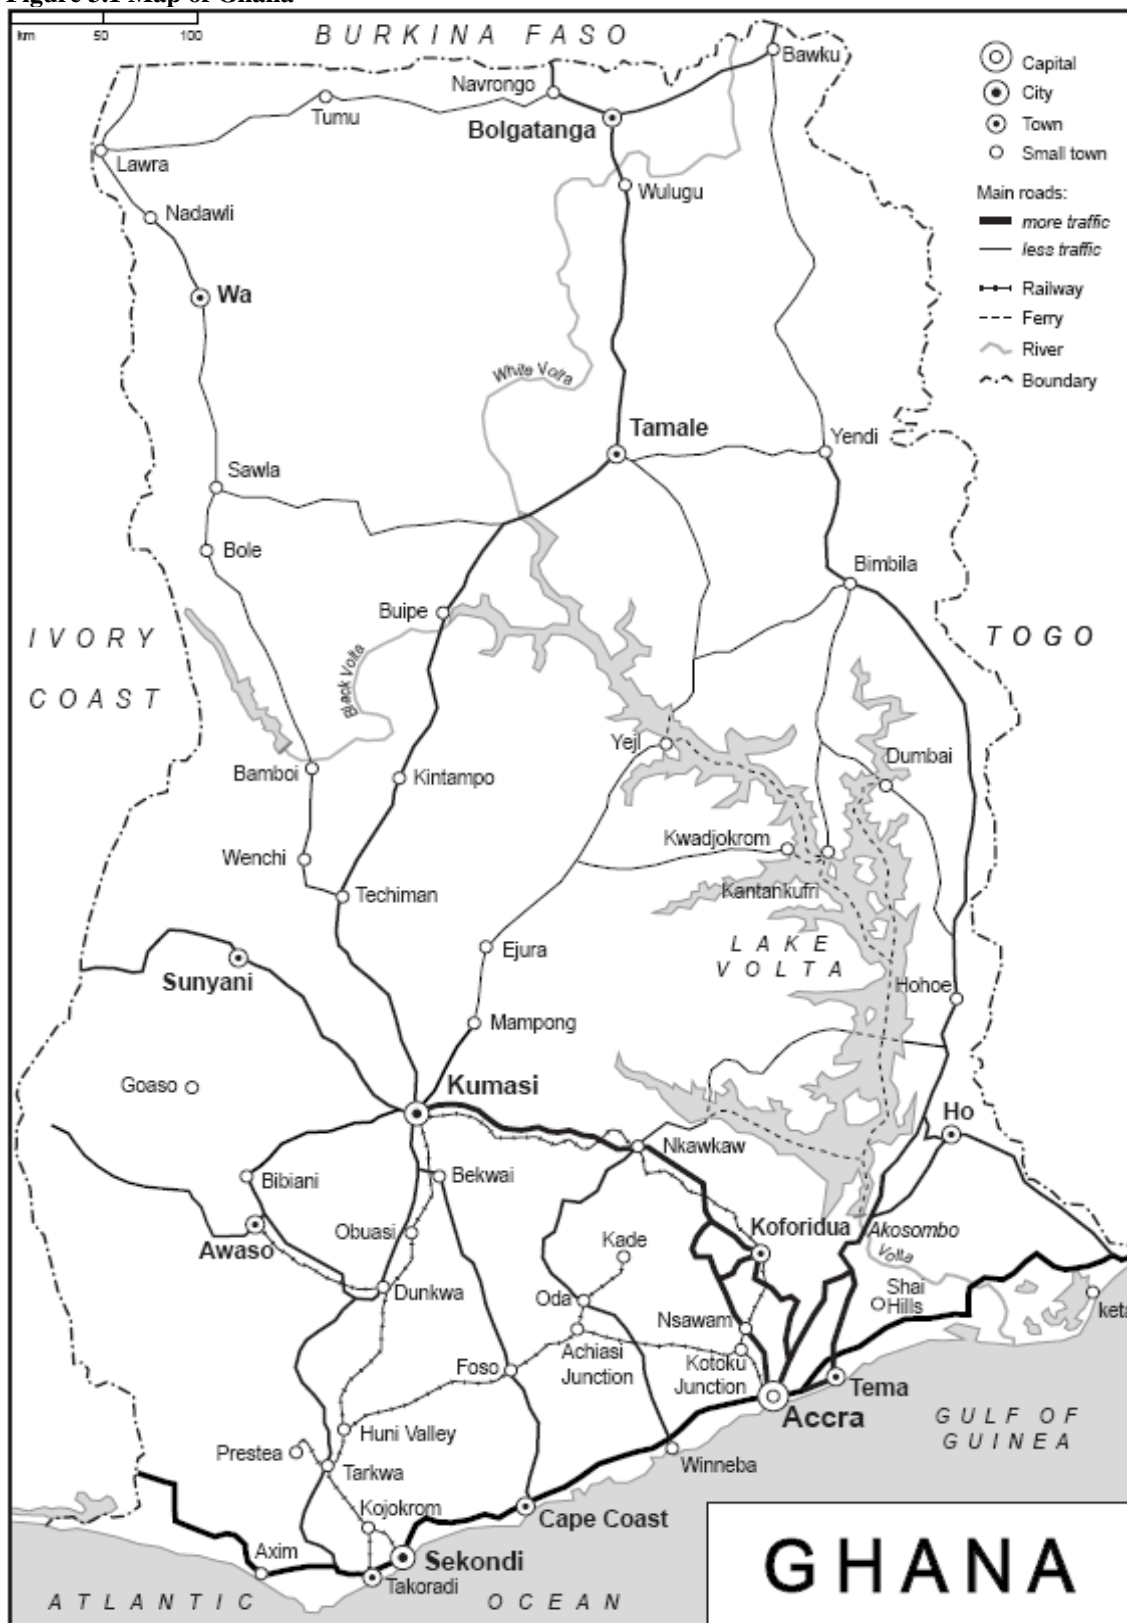 Figure 3.1 Map of Ghana
km 50 100
BURKINA FASO
Capital
City
Town
Small town
Main roads:
more traffic
less traffic
Railway
Ferry
River
Boundary
Bawku
Navrongo
Tumu
Bolgatanga
Lawra
Wulugu
Nadawli
Wa
White Volta
Tamale
Yendi
Sawla
Bole
Bimbila
Buipe
IVORY
COAST
TOGO
Black Volta
Yejl
Dumbai
Bamboi
Kintampo
Kwadjokrom
Wenchi
Kantankufri
Techiman
LAKE
VOLTA
Ejura
Sunyani
Hohoe
Mampong
Goaso
Kumasi
Ho
Nkawkaw
Bibiani
Bekwai
Koforidua
Akosombo
Awaso
Obuasi
Kade
Volta
Dunkwa
Oda
Shai
Hills
keta
Nsawam
Achiasi
Junction
Kotoku
Junction
Foso
Tema
Accra
GULF OF
GUINEA
Huni Valley
Prestea
Tarkwa
Winneba
Kojokrom
Cape Coast
Axim
Sekondi
Takoradi
ATLANTIC OCEAN
GHANA